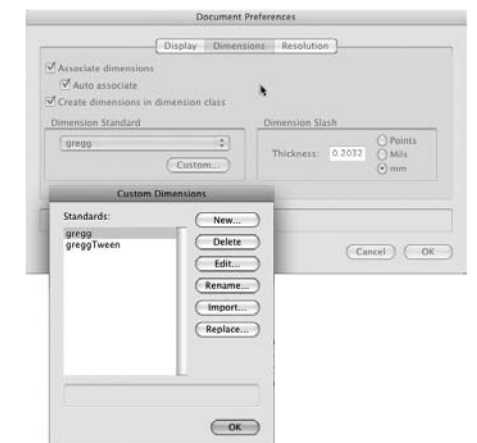 Document Preferences
Display Dimensions Resolution
Associate dimensions
Auto associate
Create dimensions in dimension class
Dimension Standard
gregg
Custom...
Dimension Slash
Thickness: 0.2032
Points
Mils
mm
Cancel OK
Custom Dimensions
Standards:
gregg
greggTween
New...
Delete
Edit...
Rename...
Import...
Replace...
OK